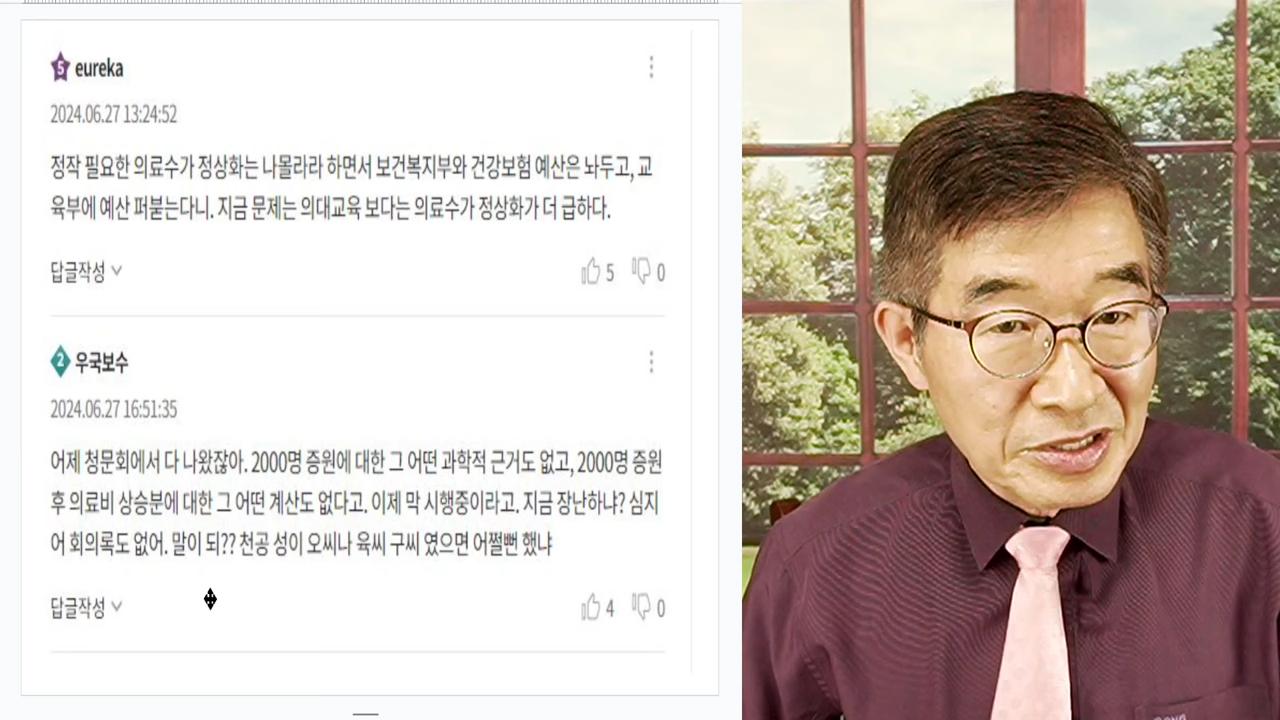 5 eureka
2024.06.27 13:24:52
정작 필요한 의료수가 정상화는 나몰라라 하면서 보건복지부와 건강보험 예산은 놔두고, 교
육부에 예산 퍼붙는다니. 지금 문제는 의대교육 보다는 의료수가 정상화가 더 급하다.
답글작성 5 0
2 우국보수
2024.06.27 16:51:35
어제 청문회에서 다 나왔잖아. 2000명 증원에 대한 그 어떤 과학적 근거도 없고, 2000명 증원
후 의료비 상승분에 대한 그 어떤 계산도 없다고. 이제 막 시행중이라고. 지금 장난하냐? 심지
어 회의록도 없어. 말이 되?? 천공 성이 오씨나 육씨 구씨 였으면 어쩔뻔 했냐
답글작성 4 0